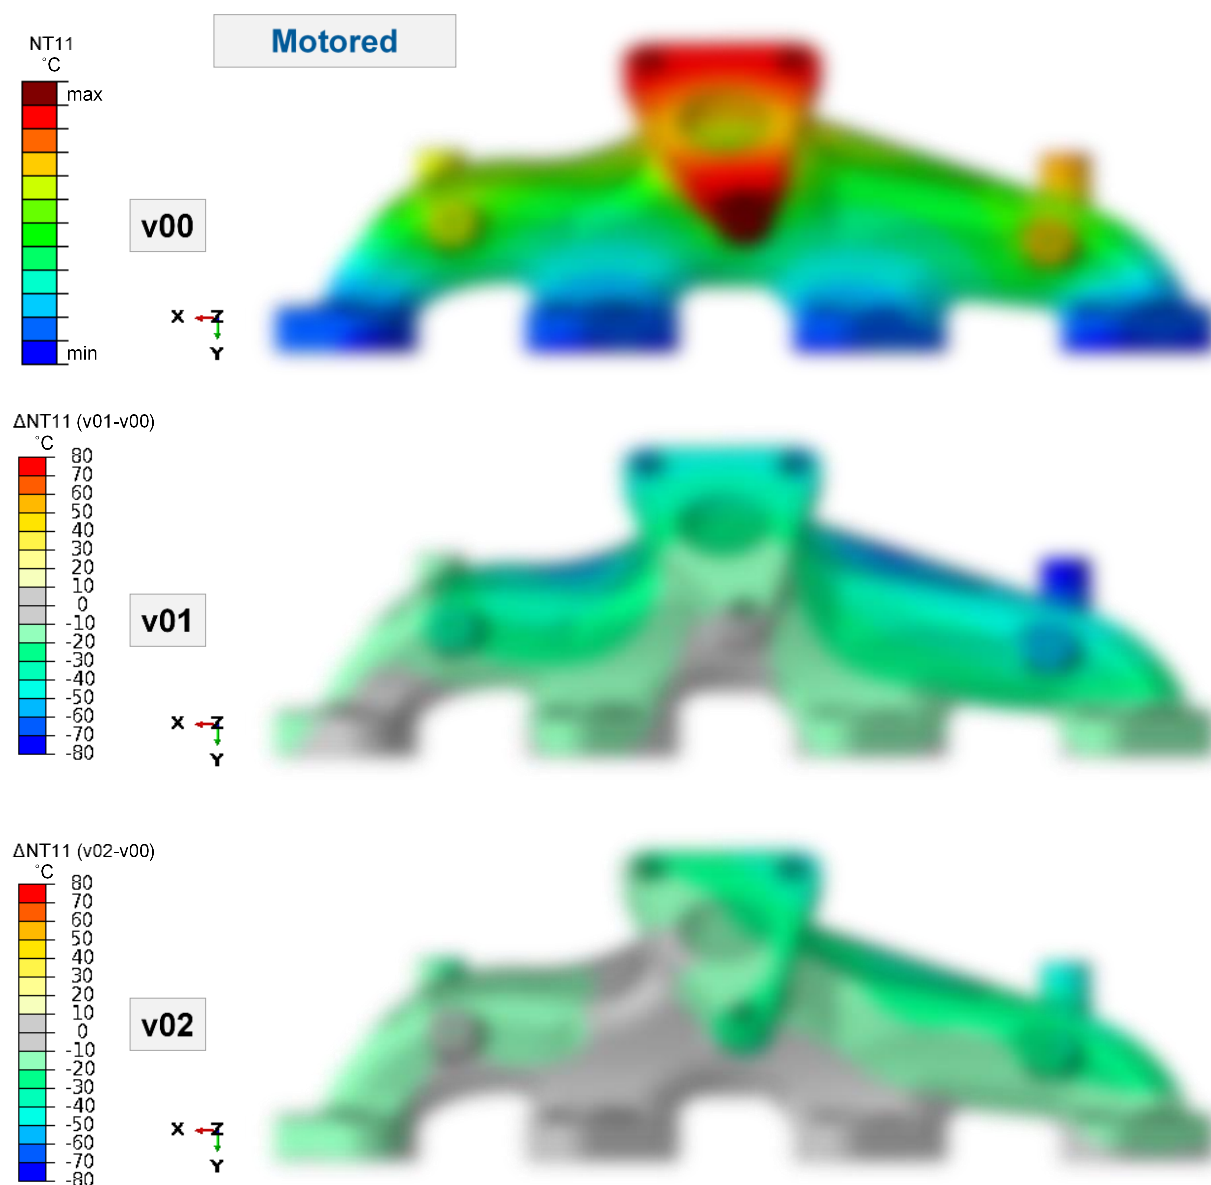 Motored
NT11
°C
max
min
v00
X Z
Y
ΔNT11 (v01-v00)
°C
80
70
60
50
40
30
20
10
0
-10
-20
-30
-40
-50
-60
-70
-80
v01
X Z
Y
ΔNT11 (v02-v00)
°C
80
70
60
50
40
30
20
10
0
-10
-20
-30
-40
-50
-60
-70
-80
v02
X Z
Y